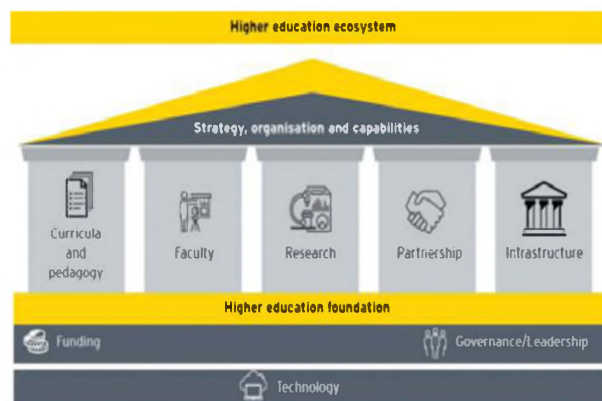 Higher education ecosystem
Strategy, organisation and capabilities
Curricula
and
pedagogy
Faculty
Research
Partnership
Infrastructure
Higher education foundation
Funding
Governance/Leadership
Technology